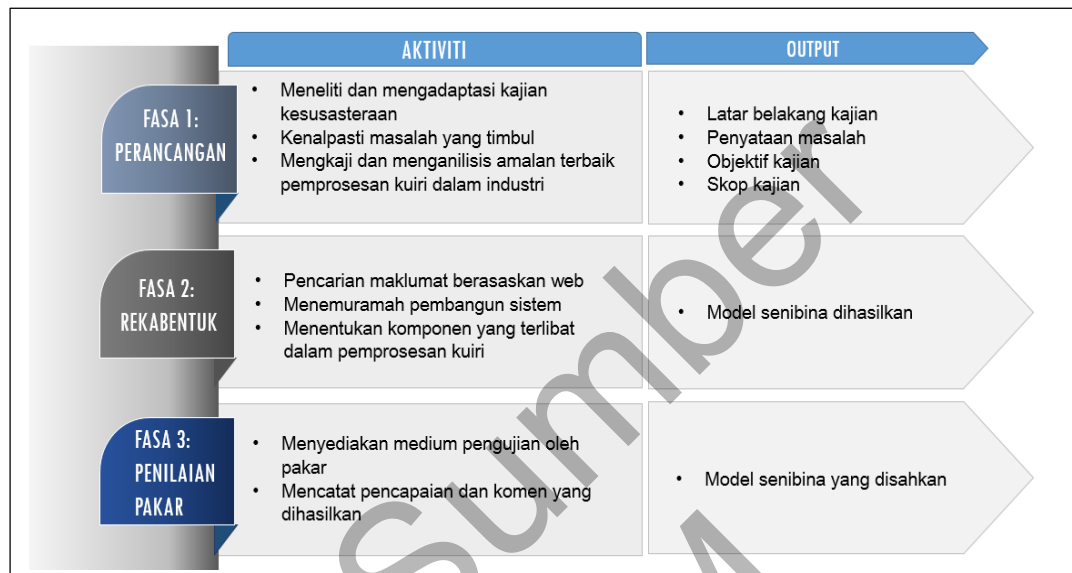 AKTIVITI
OUTPUT
FASA 1:
PERANCANGAN
• Meneliti dan mengadaptasi kajian
kesusasteraan
• Kenalpasti masalah yang timbul
• Mengkaji dan menganilisis amalan terbaik
pemprosesan kuiri dalam industri
• Latar belakang kajian
• Penyataan masalah
• Objektif kajian
• Skop kajian
FASA 2:
REKABENTUK
• Pencarian maklumat berasaskan web
• Menemuramah pembangun sistem
• Menentukan komponen yang terlibat
dalam pemprosesan kuiri
• Model senibina dihasilkan
FASA 3:
PENILAIAN
PAKAR
• Menyediakan medium pengujian oleh
pakar
• Mencatat pencapaian dan komen yang
dihasilkan
• Model senibina yang disahkan
Sumber